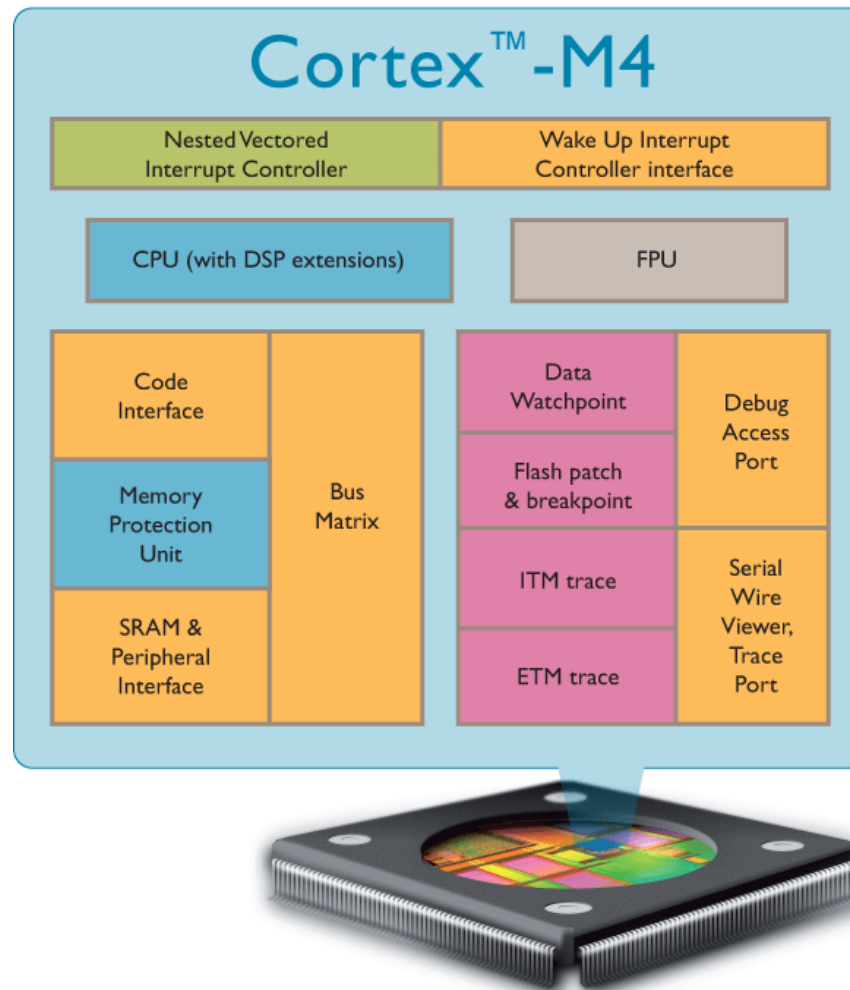 Cortex™-M4
Nested Vectored
Interrupt Controller
Wake Up Interrupt
Controller interface
CPU (with DSP extensions)
FPU
Code
Interface
Memory
Protection
Unit
SRAM &
Peripheral
Interface
Bus
Matrix
Data
Watchpoint
Flash patch
& breakpoint
ITM trace
ETM trace
Debug
Access
Port
Serial
Wire
Viewer,
Trace
Port